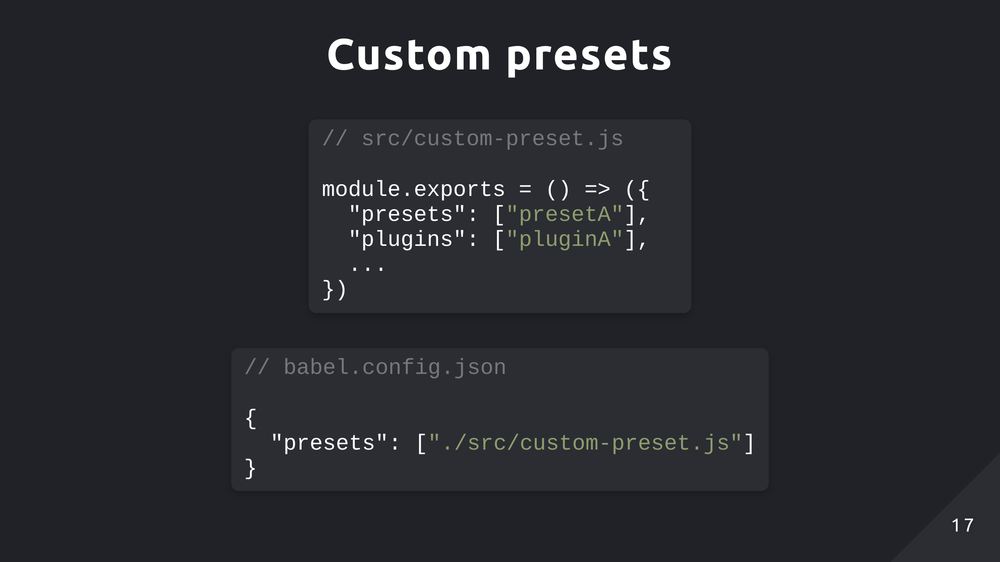 Custom presets
// src/custom-preset.js
module.exports = () => ({
  "presets": ["presetA"],
  "plugins": ["pluginA"],
  ...
})
// babel.config.json
{
  "presets": ["./src/custom-preset.js"]
}
17